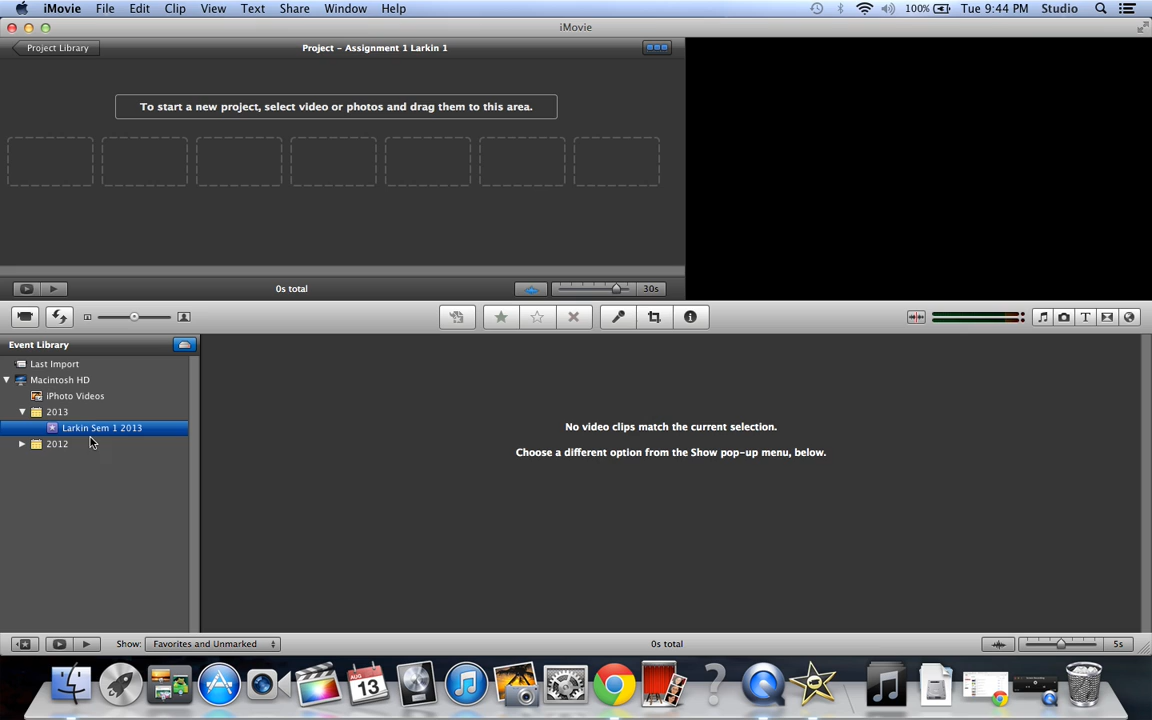 iMovie File Edit Clip View Text Share Window Help 100% Tue 9:44 PM Studio
iMovie
Project Library Project – Assignment 1 Larkin 1
To start a new project, select video or photos and drag them to this area.
0s total 30s
Event Library
Last Import
Macintosh HD
iPhoto Videos
2013
Larkin Sem 1 2013
2012
No video clips match the current selection.
Choose a different option from the Show pop-up menu, below.
Show: Favorites and Unmarked 0s total 5s
AUG
13